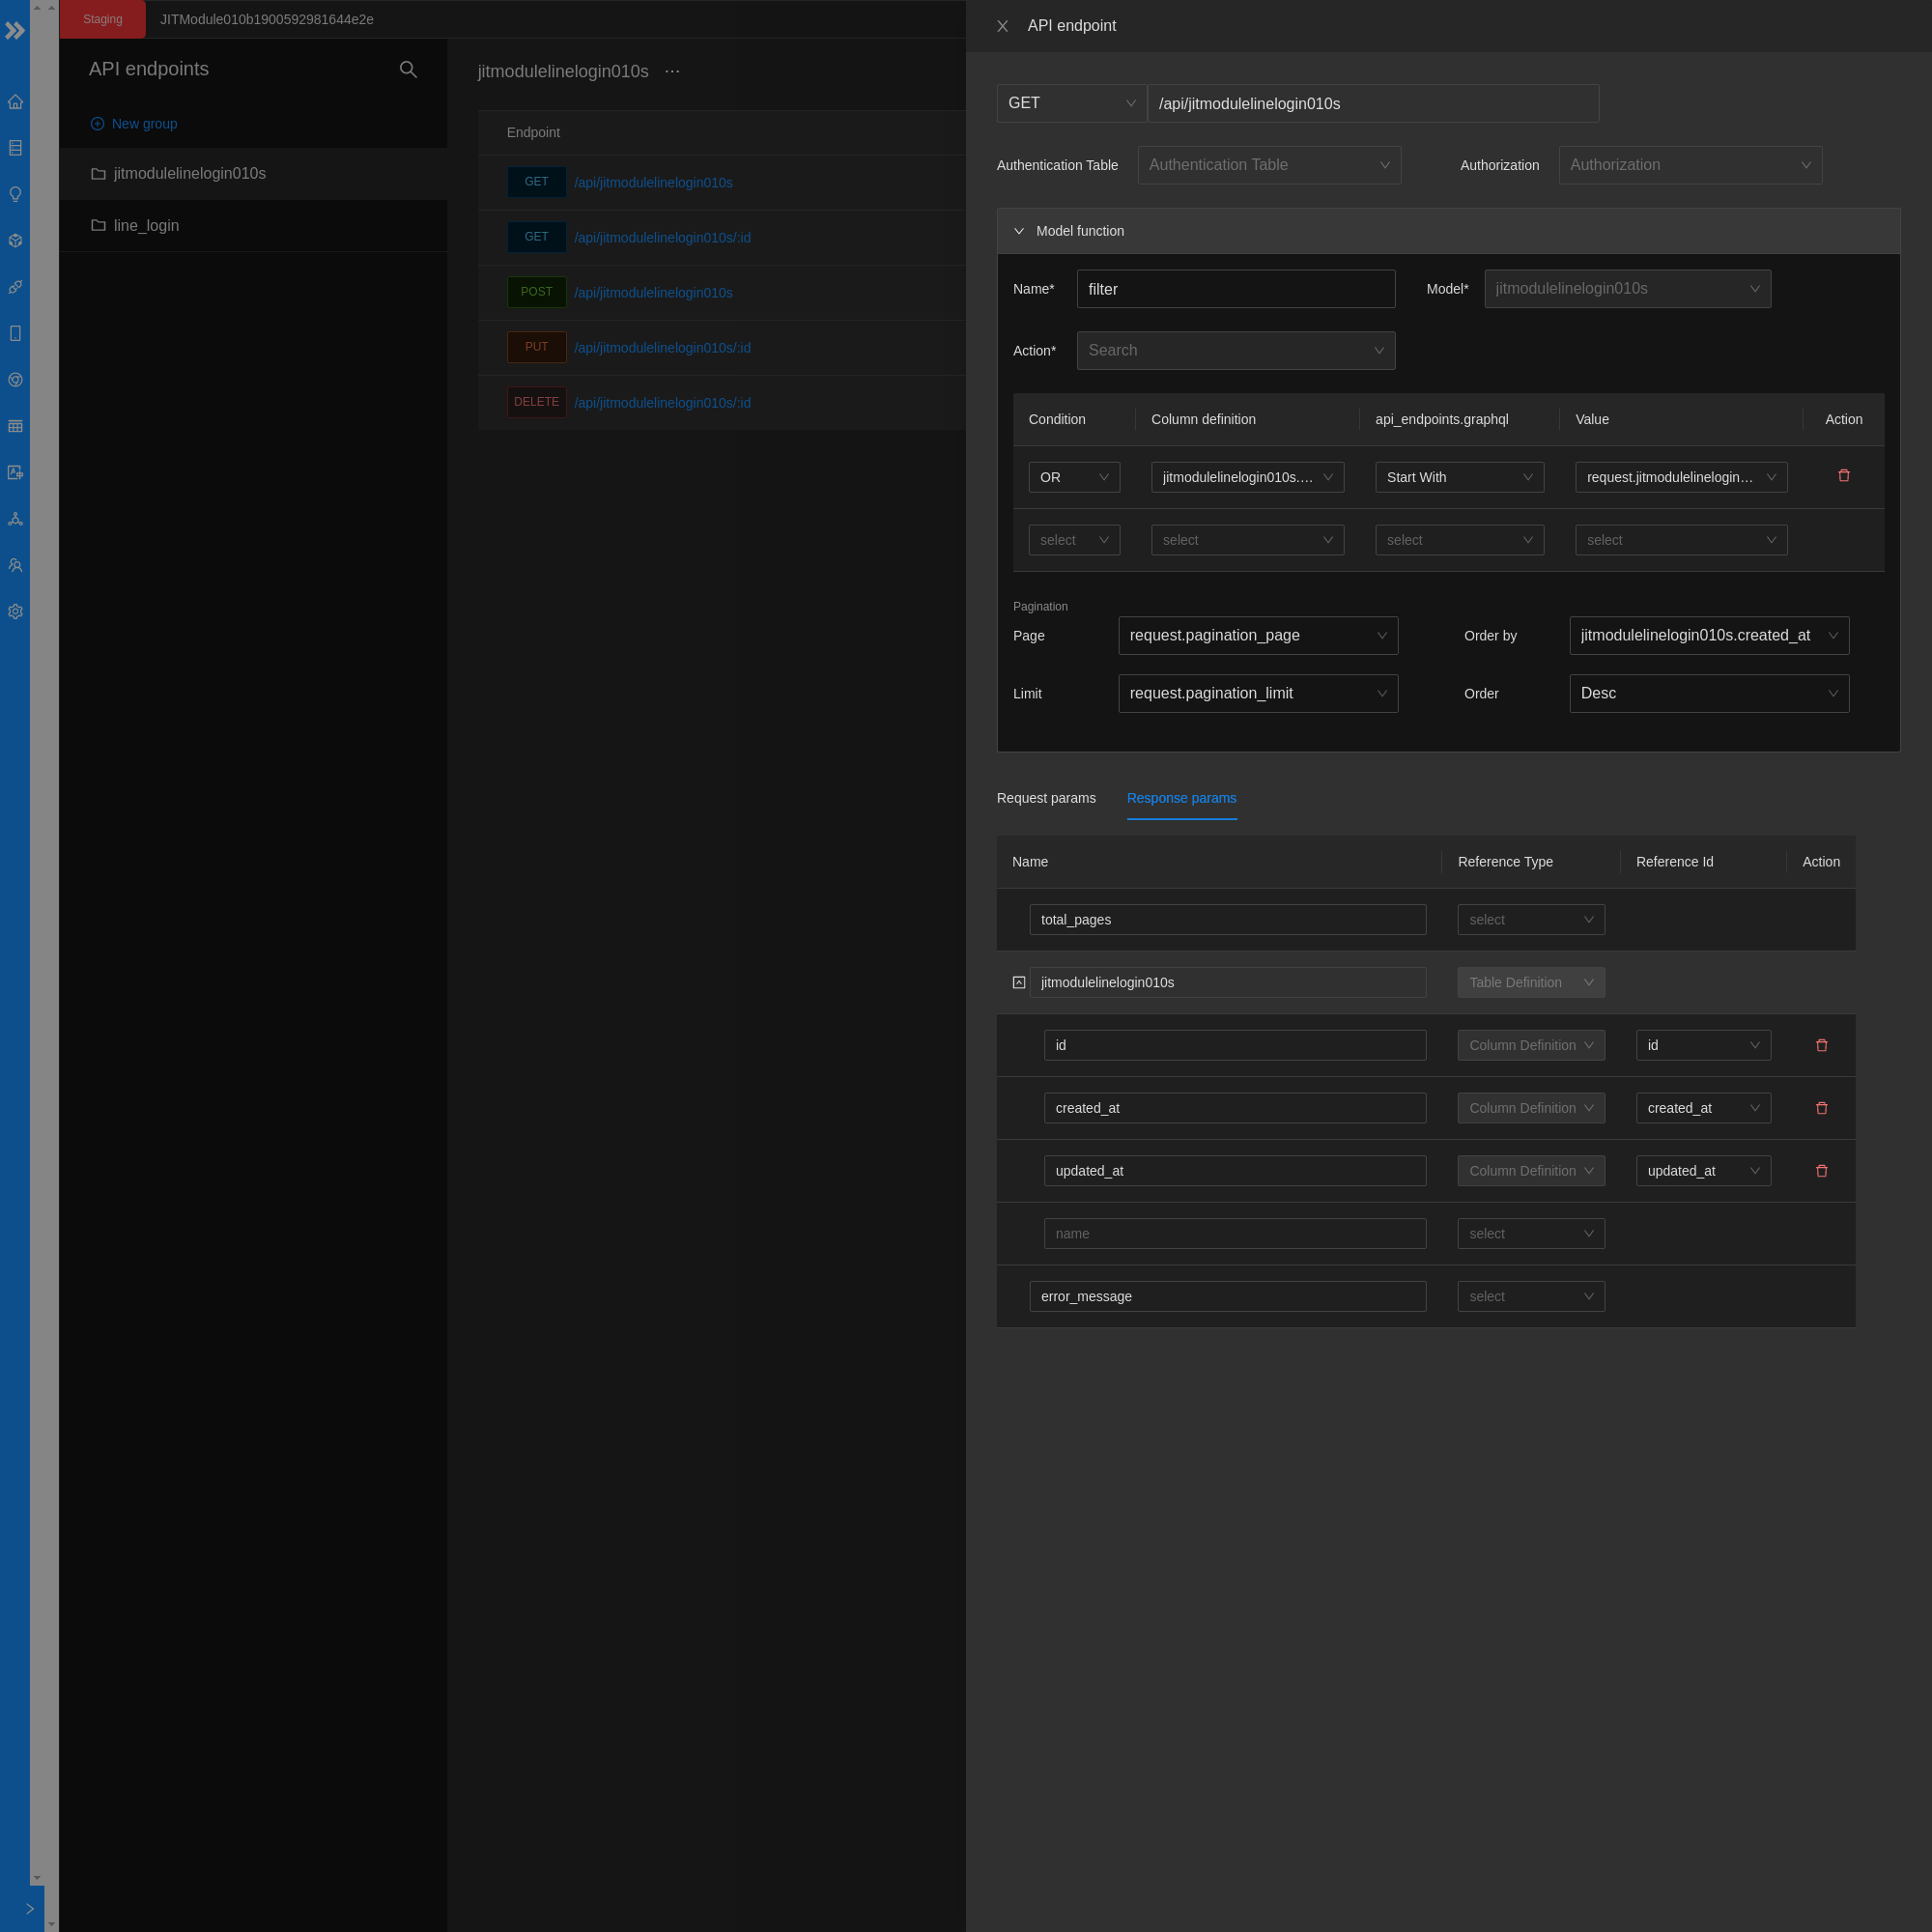 Staging
JITModule010b1900592981644e2e
API endpoints
New group
jitmodulelinelogin010s
line_login
jitmodulelinelogin010s ...
Endpoint
GET /api/jitmodulelinelogin010s
GET /api/jitmodulelinelogin010s/:id
POST /api/jitmodulelinelogin010s
PUT /api/jitmodulelinelogin010s/:id
DELETE /api/jitmodulelinelogin010s/:id
API endpoint
GET /api/jitmodulelinelogin010s
Authentication Table Authentication Table Authorization Authorization
Model function
Name* filter Model* jitmodulelinelogin010s
Action* Search
Condition Column definition api_endpoints.graphql Value Action
OR jitmodulelinelogin010s.... Start With request.jitmodulelinelogin...
select select select select
Pagination
Page request.pagination_page Order by jitmodulelinelogin010s.created_at
Limit request.pagination_limit Order Desc
Request params Response params
Name Reference Type Reference Id Action
total_pages select
jitmodulelinelogin010s Table Definition
id Column Definition id
created_at Column Definition created_at
updated_at Column Definition updated_at
name select
error_message select